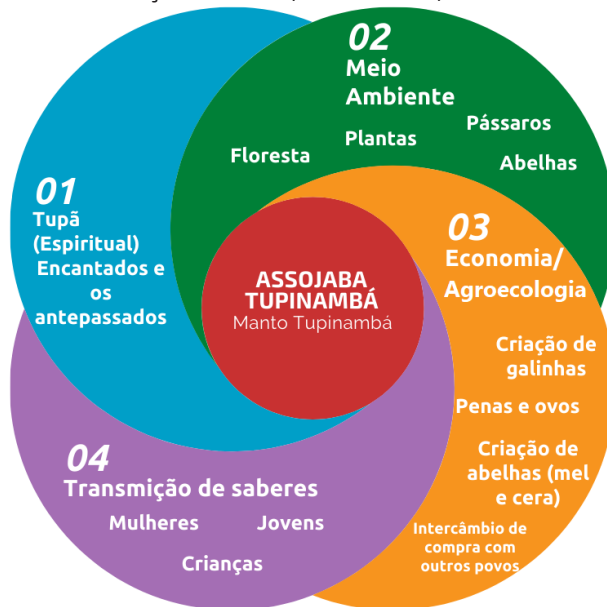 01
Tupã
(Espiritual)
Encantados e
os
antepassados
02
Meio
Ambiente
Floresta
Plantas
Pássaros
Abelhas
03
Economia/
Agroecologia
Criação de
galinhas
Penas e ovos
Criação de
abelhas (mel
e cera)
Intercâmbio de
compra com
outros povos
04
Transmição de saberes
Mulheres
Jovens
Crianças
ASSOJABA
TUPINAMBÁ
Manto Tupinambá